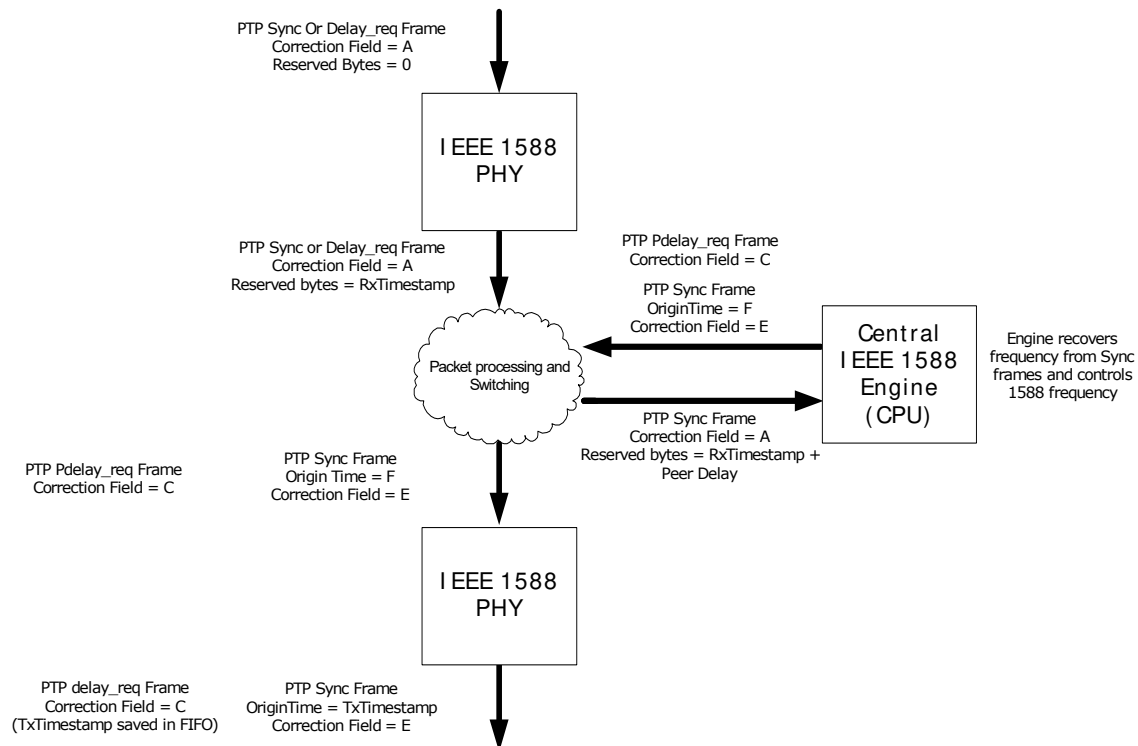 PTP Sync Or Delay_req Frame
Correction Field = A
Reserved Bytes = 0
IEEE 1588
PHY
PTP Sync or Delay_req Frame
Correction Field = A
Reserved bytes = RxTimestamp
PTP Pdelay_req Frame
Correction Field = C
PTP Sync Frame
OriginTime = F
Correction Field = E
Packet processing and
Switching
Central
IEEE 1588
Engine
(CPU)
Engine recovers
frequency from Sync
frames and controls
1588 frequency
PTP Sync Frame
Correction Field = A
Reserved bytes = RxTimestamp +
Peer Delay
PTP Pdelay_req Frame
Correction Field = C
PTP Sync Frame
Origin Time = F
Correction Field = E
IEEE 1588
PHY
PTP delay_req Frame
Correction Field = C
(TxTimestamp saved in FIFO)
PTP Sync Frame
OriginTime = TxTimestamp
Correction Field = E